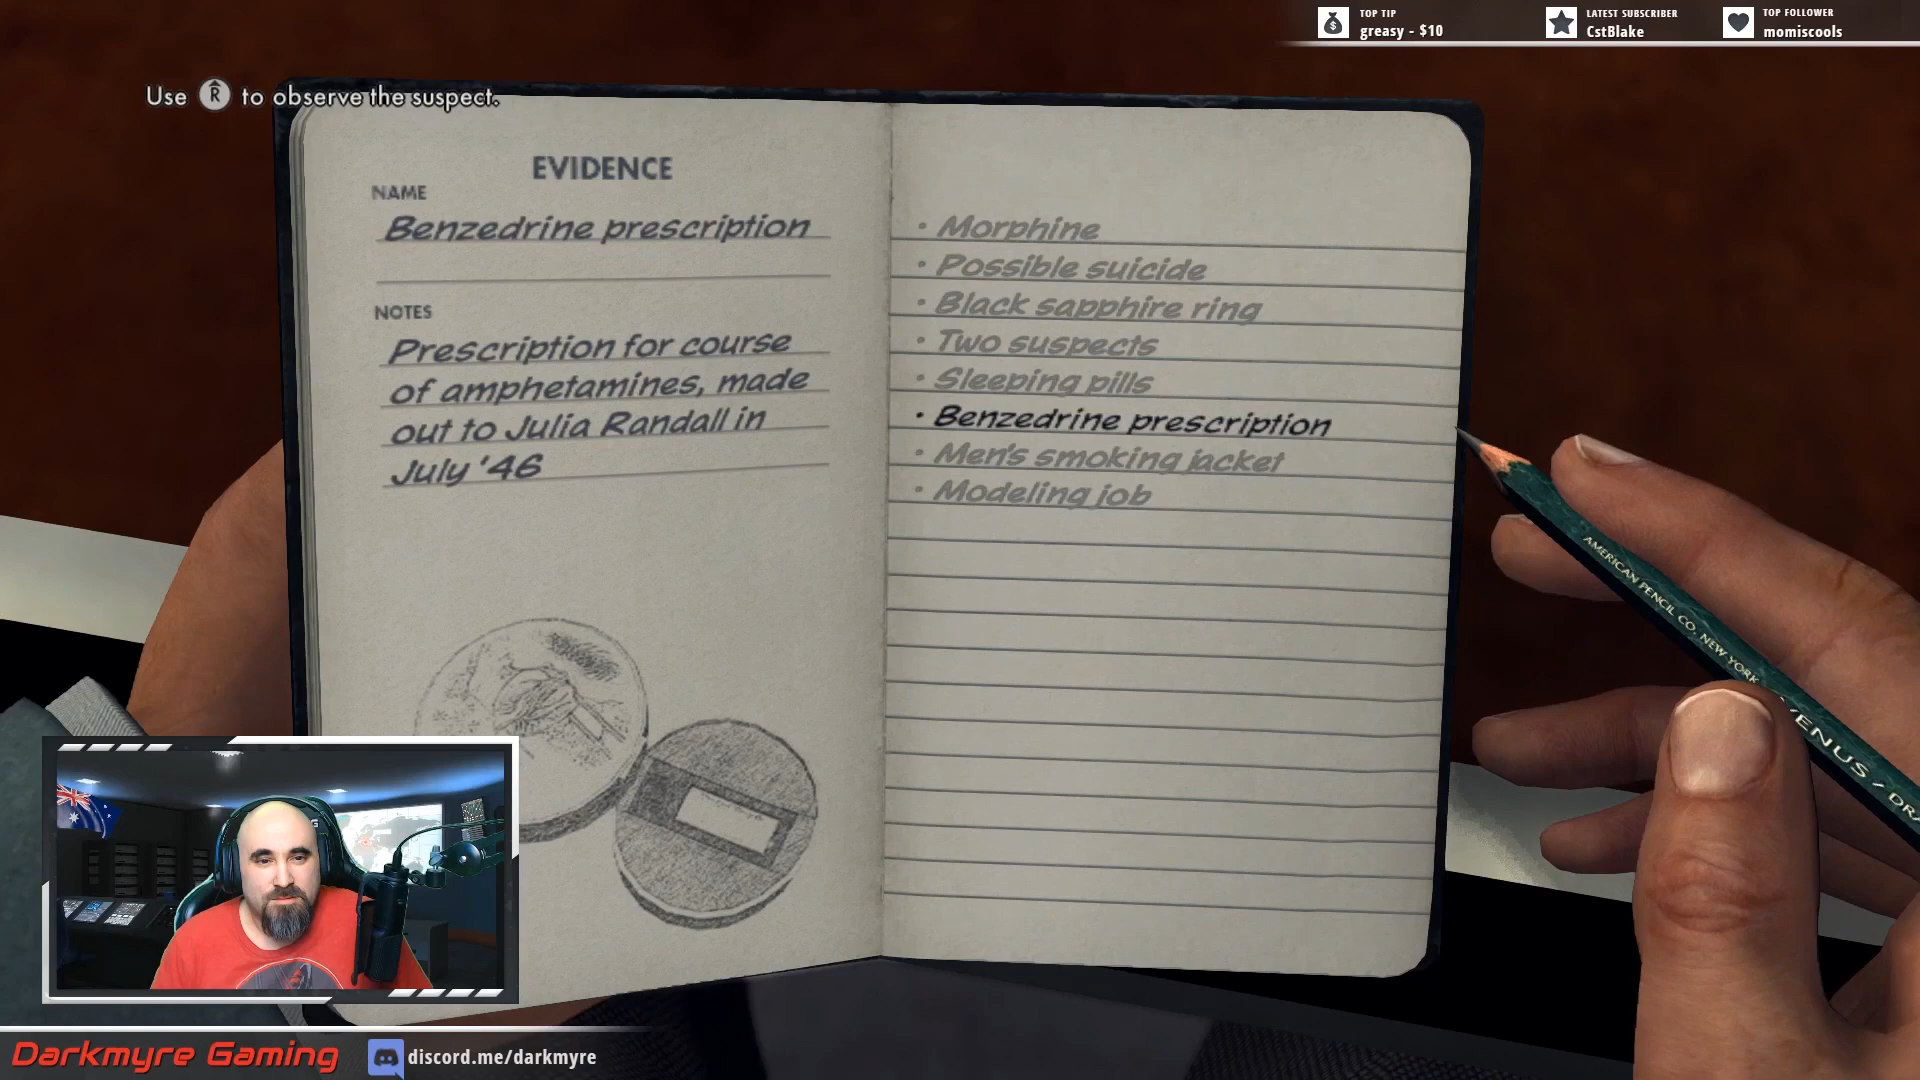 TOP TIP
greasy - $10
LATEST SUBSCRIBER
CstBlake
TOP FOLLOWER
momiscools
Use R to observe the suspect.
EVIDENCE
NAME
Benzedrine prescription
NOTES
Prescription for course
of amphetamines, made
out to Julia Randall in
July '46
• Morphine
• Possible suicide
• Black sapphire ring
• Two suspects
• Sleeping pills
• Benzedrine prescription
• Men's smoking jacket
• Modeling job
AMERICAN PENCIL CO. NEW YORK
VENUS / DRA
Darkmyre Gaming
discord.me/darkmyre